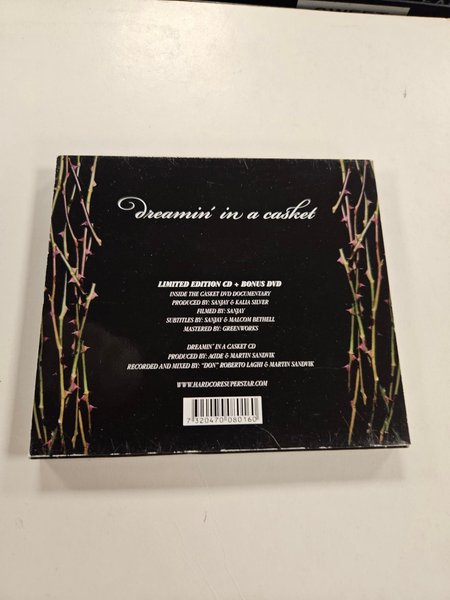 dreamin' in a casket
LIMITED EDITION CD + BONUS DVD
INSIDE THE CASKET DVD DOCUMENTARY
PRODUCED BY: SANJAY & KALIA SILVER
FILMED BY: SANJAY
SUBTITLES BY: SANJAY & MALCOM BETHELL
MASTERED BY: GREENWORKS
DREAMIN' IN A CASKET CD
PRODUCED BY: ADDE & MARTIN SANDVIK
RECORDED AND MIXED BY: "DON" ROBERTO LAGHI & MARTIN SANDVIK
WWW.HARDCORESUPERSTAR.COM
7 320470 080160